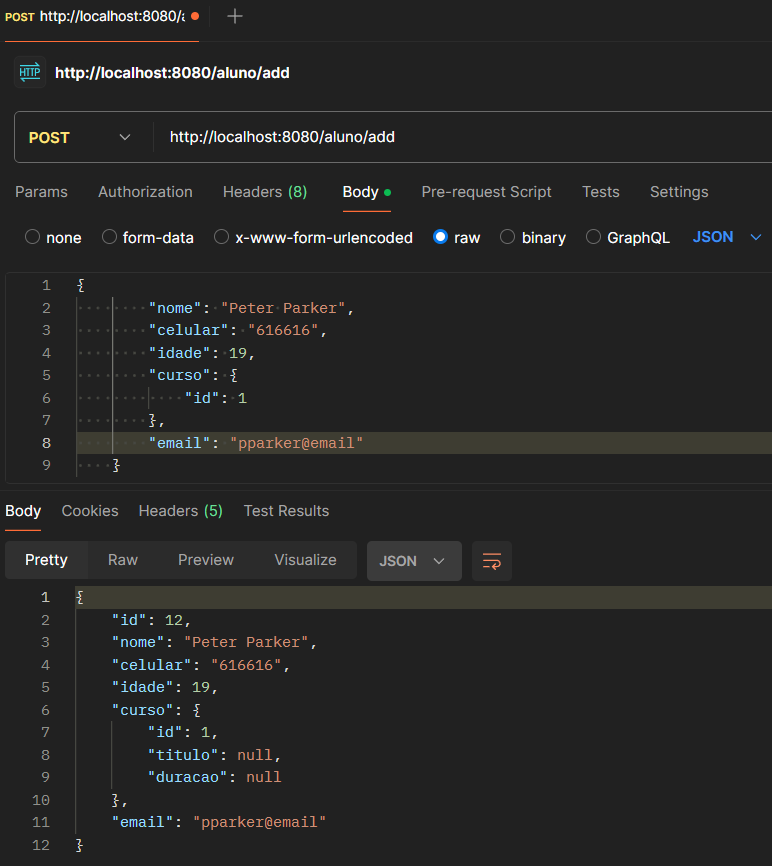 POST http://localhost:8080/a
HTTP http://localhost:8080/aluno/add
POST http://localhost:8080/aluno/add
Params Authorization Headers (8) Body Pre-request Script Tests Settings
none form-data x-www-form-urlencoded raw binary GraphQL JSON
1 {
2 "nome": "Peter Parker",
3 "celular": "616616",
4 "idade": 19,
5 "curso": {
6 "id": 1
7 },
8 "email": "pparker@email"
9 }
Body Cookies Headers (5) Test Results
Pretty Raw Preview Visualize JSON
1 {
2 "id": 12,
3 "nome": "Peter Parker",
4 "celular": "616616",
5 "idade": 19,
6 "curso": {
7 "id": 1,
8 "titulo": null,
9 "duracao": null
10 },
11 "email": "pparker@email"
12 }